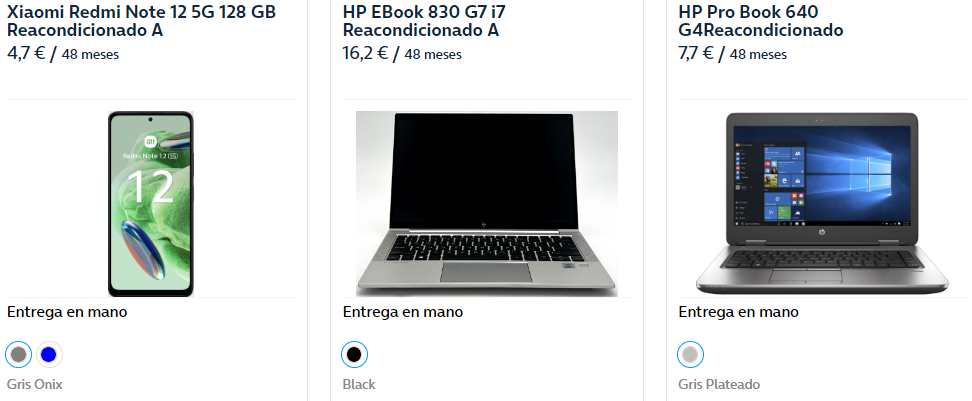 Xiaomi Redmi Note 12 5G 128 GB
Reacondicionado A
4,7 € / 48 meses
Redmi Note 12 5G
12
Entrega en mano
Gris Onix
HP EBook 830 G7 i7
Reacondicionado A
16,2 € / 48 meses
Entrega en mano
Black
HP Pro Book 640
G4Reacondicionado
7,7 € / 48 meses
hp
Entrega en mano
Gris Plateado